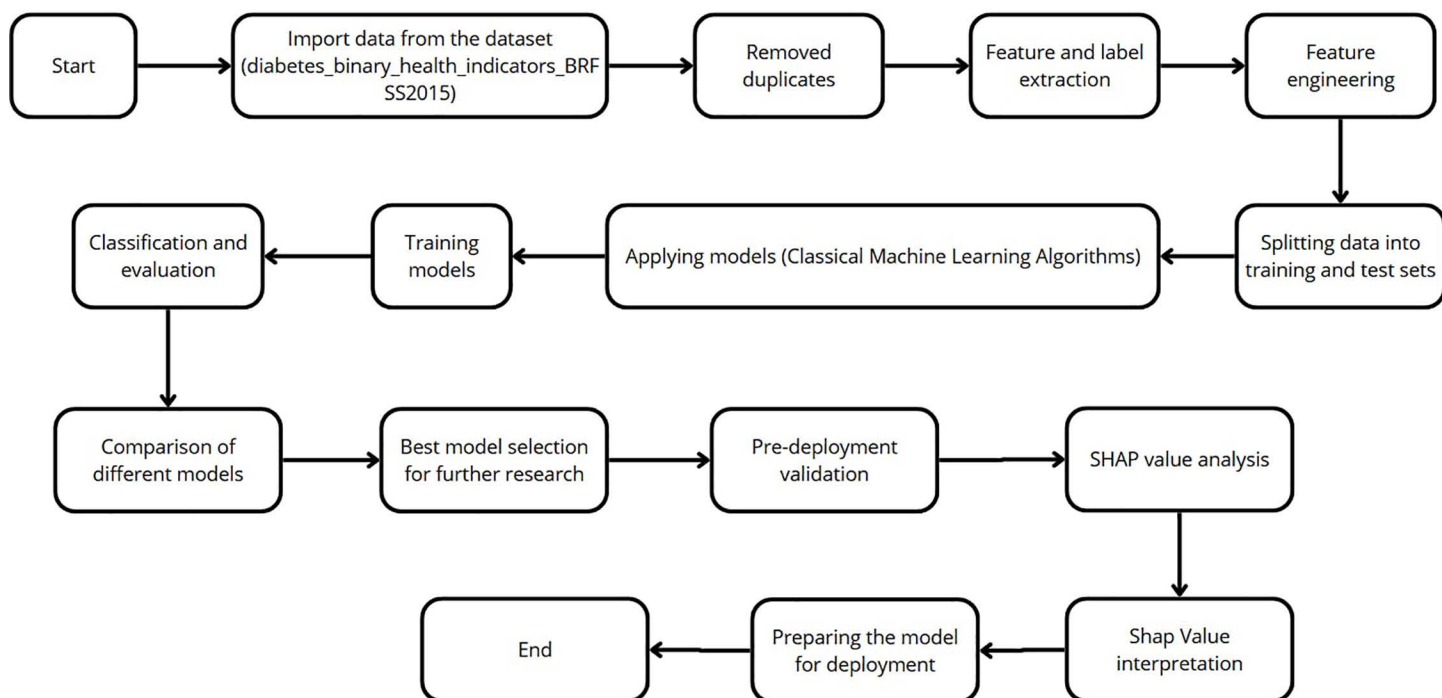 Start
Import data from the dataset
(diabetes_binary_health_indicators_BRF
SS2015)
Removed
duplicates
Feature and label
extraction
Feature
engineering
Splitting data into
training and test sets
Applying models (Classical Machine Learning Algorithms)
Training
models
Classification and
evaluation
Comparison of
different models
Best model selection
for further research
Pre-deployment
validation
SHAP value analysis
Shap Value
interpretation
Preparing the model
for deployment
End